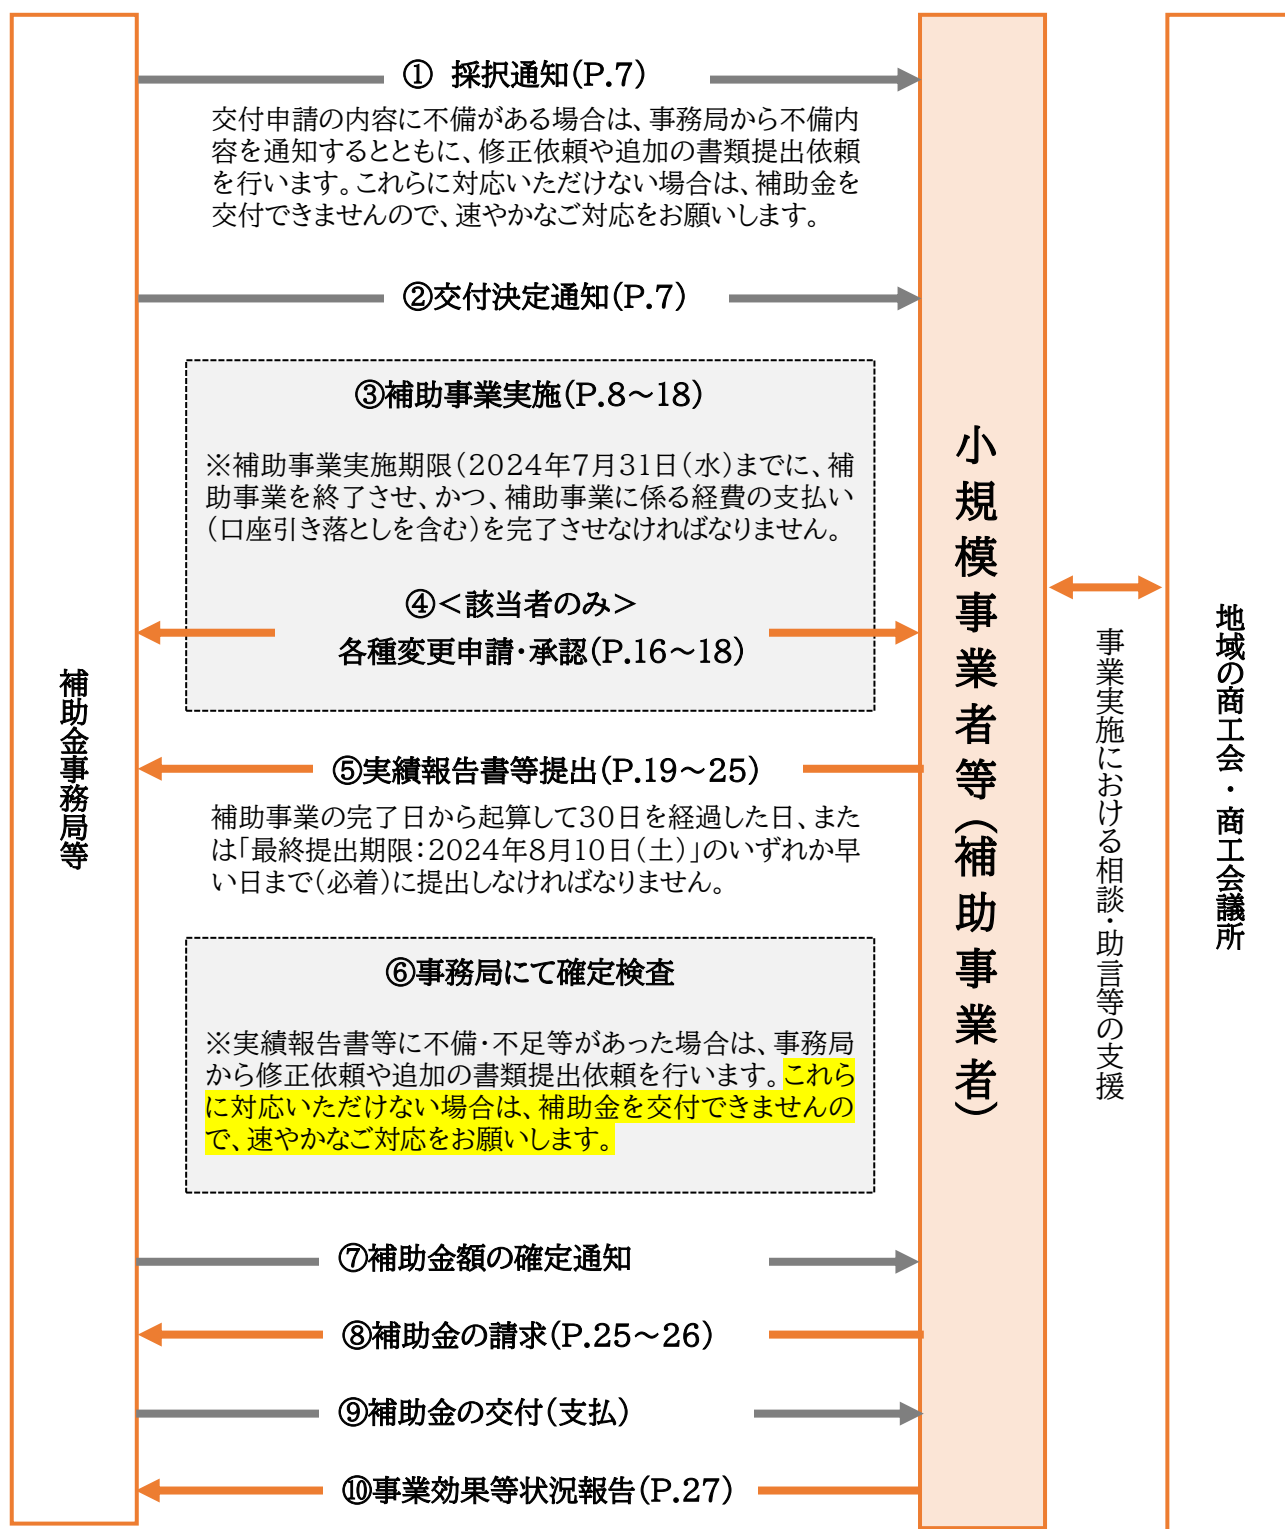 ① 採択通知(P.7)
交付申請の内容に不備がある場合は、事務局から不備内
容を通知するとともに、修正依頼や追加の書類提出依頼
を行います。これらに対応いただけない場合は、補助金を
交付できませんので、速やかなご対応をお願いします。
②交付決定通知(P.7)
③補助事業実施(P.8～18)
※補助事業実施期限(2024年7月31日(水)までに、補
助事業を終了させ、かつ、補助事業に係る経費の支払い
(口座引き落としを含む)を完了させなければなりません。
④＜該当者のみ＞
各種変更申請・承認(P.16～18)
⑤実績報告書等提出(P.19～25)
補助事業の完了日から起算して30日を経過した日、また
は「最終提出期限：2024年8月10日(土)」のいずれか早
い日まで(必着)に提出しなければなりません。
⑥事務局にて確定検査
※実績報告書等に不備・不足等があった場合は、事務局
から修正依頼や追加の書類提出依頼を行います。これら
に対応いただけない場合は、補助金を交付できませんの
で、速やかなご対応をお願いします。
⑦補助金額の確定通知
⑧補助金の請求(P.25～26)
⑨補助金の交付(支払)
⑩事業効果等状況報告(P.27)
補助金事務局等
小規模事業者等(補助事業者)
事業実施における相談・助言等の支援
地域の商工会・商工会議所